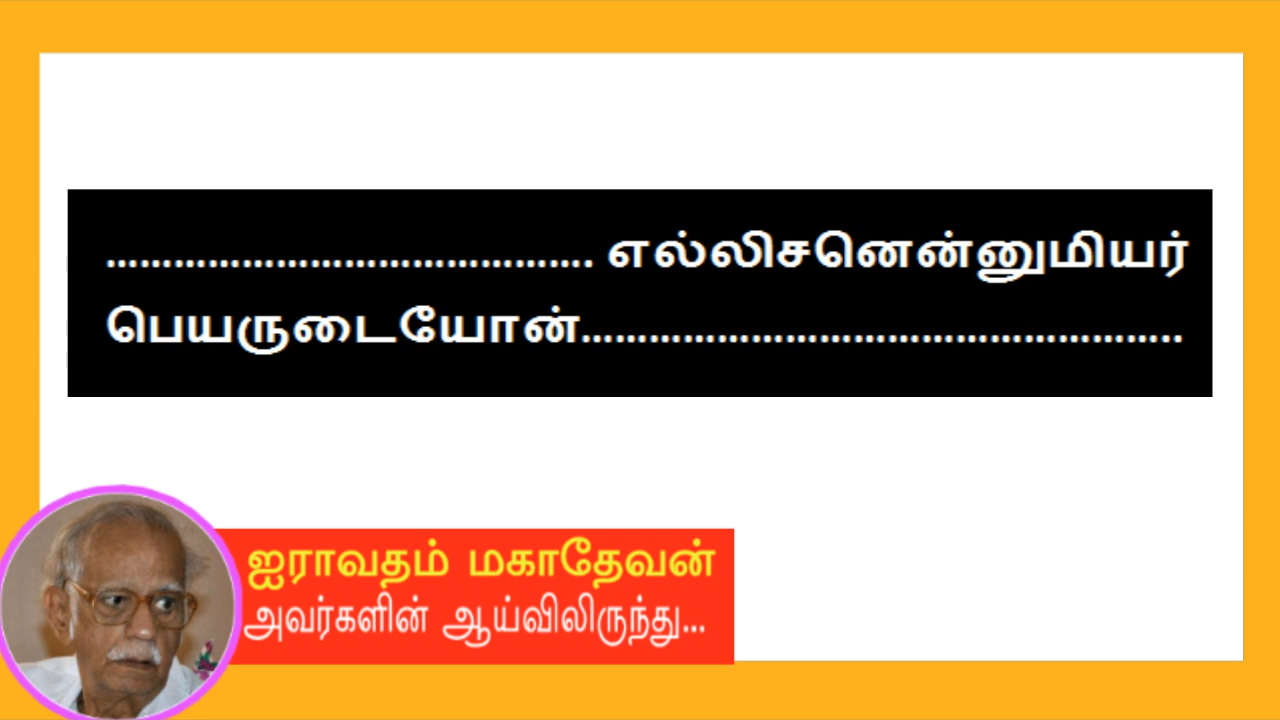 ........................................... எல்லிசனென்னுமியர்
பெயருடையோன்.....................................................
ஐராவதம் மகாதேவன்
அவர்களின் ஆய்விலிருந்து...